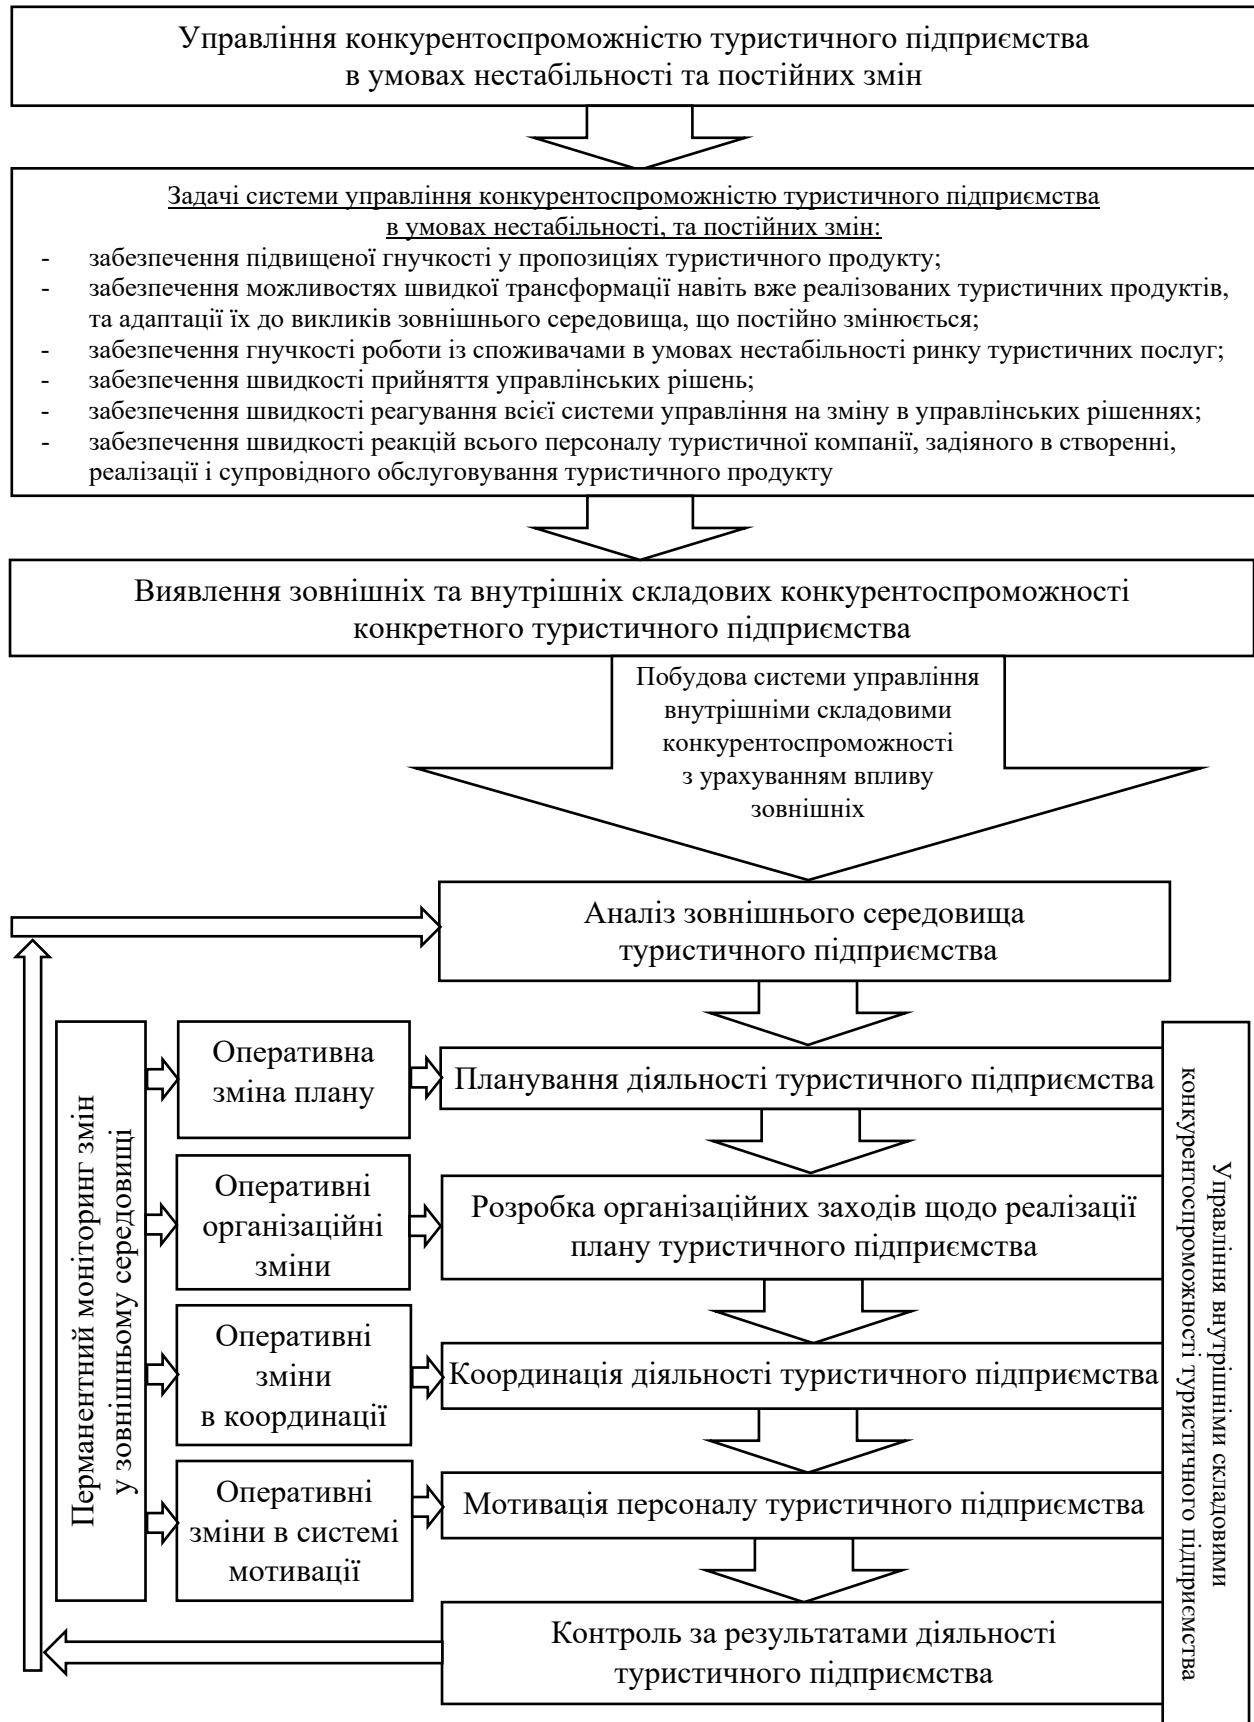 Управління конкурентоспроможністю туристичного підприємства
в умовах нестабільності та постійних змін
Задачі системи управління конкурентоспроможністю туристичного підприємства
в умовах нестабільності, та постійних змін:
- забезпечення підвищеної гнучкості у пропозиціях туристичного продукту;
- забезпечення можливостях швидкої трансформації навіть вже реалізованих туристичних продуктів,
та адаптації їх до викликів зовнішнього середовища, що постійно змінюється;
- забезпечення гнучкості роботи із споживачами в умовах нестабільності ринку туристичних послуг;
- забезпечення швидкості прийняття управлінських рішень;
- забезпечення швидкості реагування всієї системи управління на зміну в управлінських рішеннях;
- забезпечення швидкості реакцій всього персоналу туристичної компанії, задіяного в створенні,
реалізації і супровідного обслуговування туристичного продукту
Виявлення зовнішніх та внутрішніх складових конкурентоспроможності
конкретного туристичного підприємства
Побудова системи управління
внутрішніми складовими
конкурентоспроможності
з урахуванням впливу
зовнішніх
Аналіз зовнішнього середовища
туристичного підприємства
Перманентний моніторинг змін
у зовнішньому середовищі
Оперативна
зміна плану
Планування діяльності туристичного підприємства
Оперативні
організаційні
зміни
Розробка організаційних заходів щодо реалізації
плану туристичного підприємства
Оперативні
зміни
в координації
Координація діяльності туристичного підприємства
Оперативні
зміни в системі
мотивації
Мотивація персоналу туристичного підприємства
Контроль за результатами діяльності
туристичного підприємства
Управління внутрішніми складовими
конкурентоспроможності туристичного підприємства